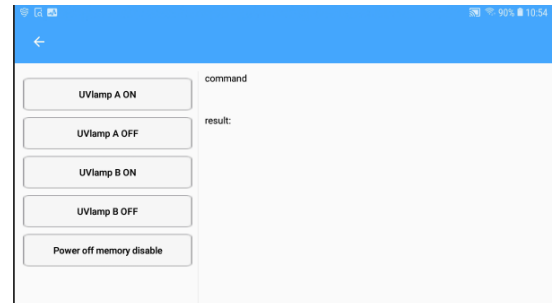 90% 10:54
UVlamp A ON
UVlamp A OFF
UVlamp B ON
UVlamp B OFF
Power off memory disable
command
result: